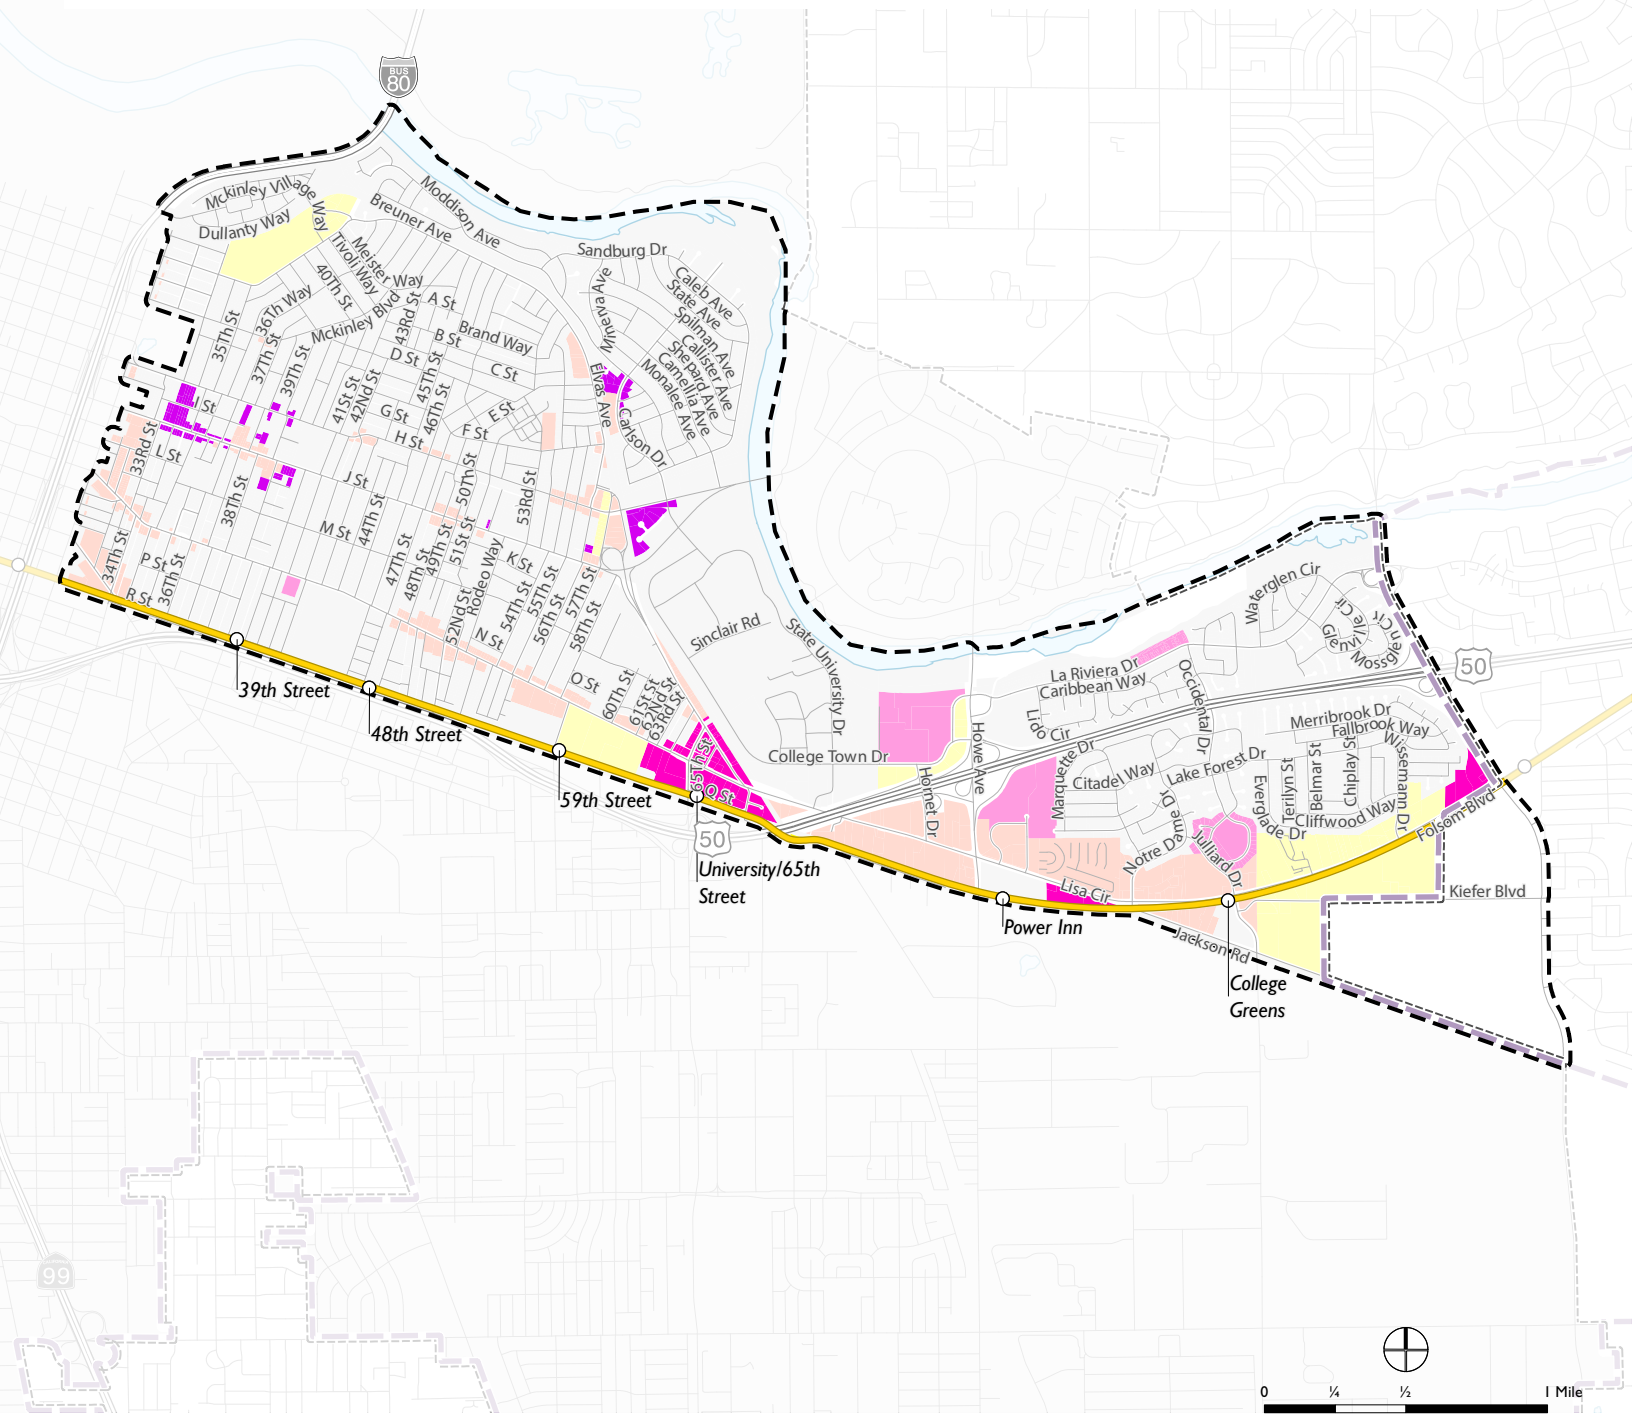 BUS
80
Mckinley Village Way
Dullanty Way
Moddison Ave
Breuner Ave
Sandburg Dr
Meister Way
Tivoli Way
40Th St
36Th Way
Mckinley Blvd
43Rd St
A St
B St
Brand Way
D St
C St
Minerva Ave
Caleb Ave
State Ave
Spilman Ave
Callister Ave
Shepard Ave
Camellia Ave
Monalee Ave
Elvas Ave
Carlson Dr
35Th St
37Th St
39Th St
41St St
42Nd St
45Th St
46Th St
E St
F St
G St
H St
I St
J St
33Rd St
L St
38Th St
M St
44Th St
50Th St
53Rd St
34Th St
P St
36Th St
R St
47Th St
48Th St
49Th St
51St St
52Nd St
Rodeo Way
K St
N St
54Th St
55Th St
56Th St
57Th St
58Th St
O St
60Th St
61St St
62Nd St
63Rd St
65Th St
Q St
Sinclair Rd
State University Dr
College Town Dr
Hornet Dr
Howe Ave
La Riviera Dr
Caribbean Way
Lido
Cir
Occidental Dr
Waterglen Cir
Glenville Cir
Mossglen Cir
50
Marquette Dr
Citadel Way
Lake Forest Dr
Merribrook Dr
Fallbrook Way
Wissemann Dr
Chiplay St
Belmar St
Terilyn St
Everglade Dr
Cliffwood Way
Notre Dame Dr
Julliard Dr
Folsom Blvd
Kiefer Blvd
Lisa Cir
Jackson Rd
39th Street
48th Street
59th Street
50
University/65th
Street
Power Inn
College
Greens
99
0
¼
½
1 Mile